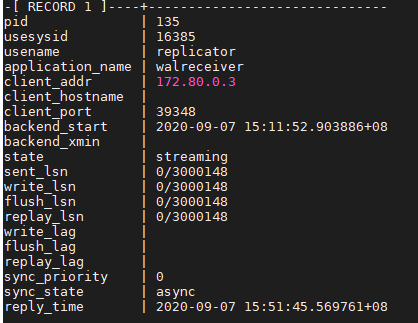 -[ RECORD 1 ]----+------------------------------
pid              | 135
usesysid         | 16385
usename          | replicator
application_name | walreceiver
client_addr      | 172.80.0.3
client_hostname  |
client_port      | 39348
backend_start    | 2020-09-07 15:11:52.903886+08
backend_xmin     |
state            | streaming
sent_lsn         | 0/3000148
write_lsn        | 0/3000148
flush_lsn        | 0/3000148
replay_lsn       | 0/3000148
write_lag        |
flush_lag        |
replay_lag       |
sync_priority    | 0
sync_state       | async
reply_time       | 2020-09-07 15:51:45.569761+08